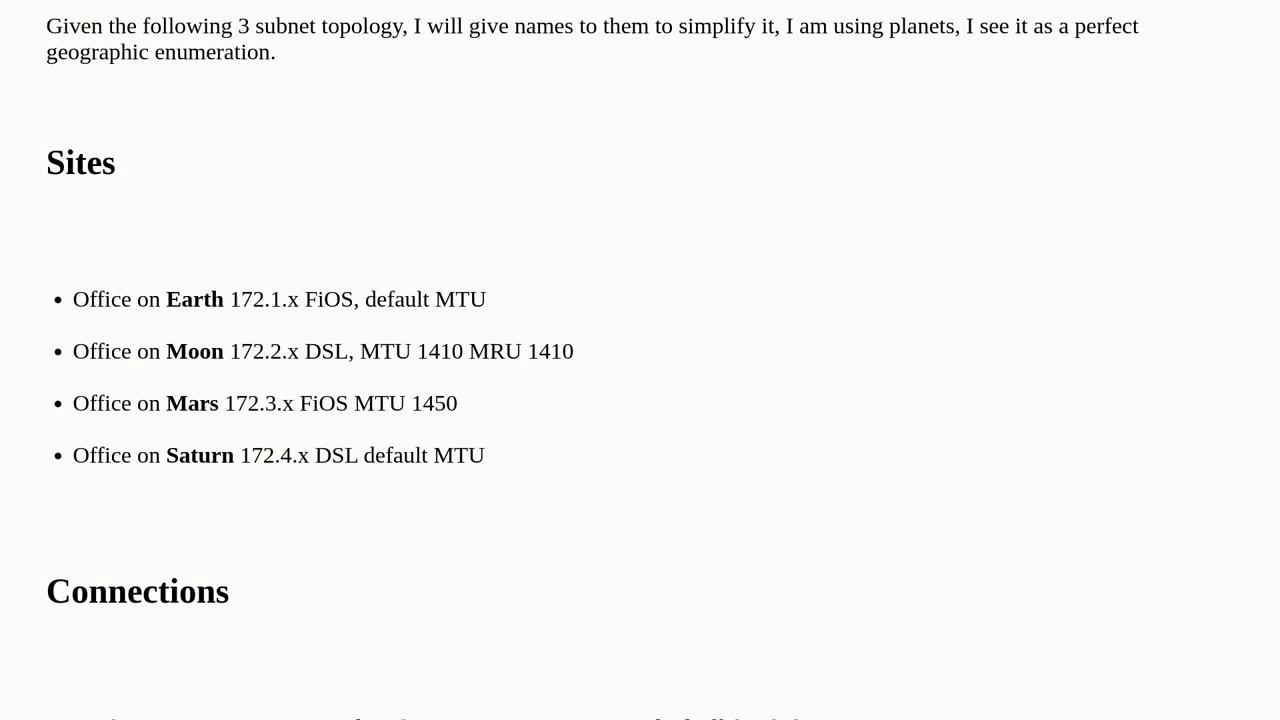 Given the following 3 subnet topology, I will give names to them to simplify it, I am using planets, I see it as a perfect
geographic enumeration.
Sites
• Office on Earth 172.1.x FiOS, default MTU
• Office on Moon 172.2.x DSL, MTU 1410 MRU 1410
• Office on Mars 172.3.x FiOS MTU 1450
• Office on Saturn 172.4.x DSL default MTU
Connections